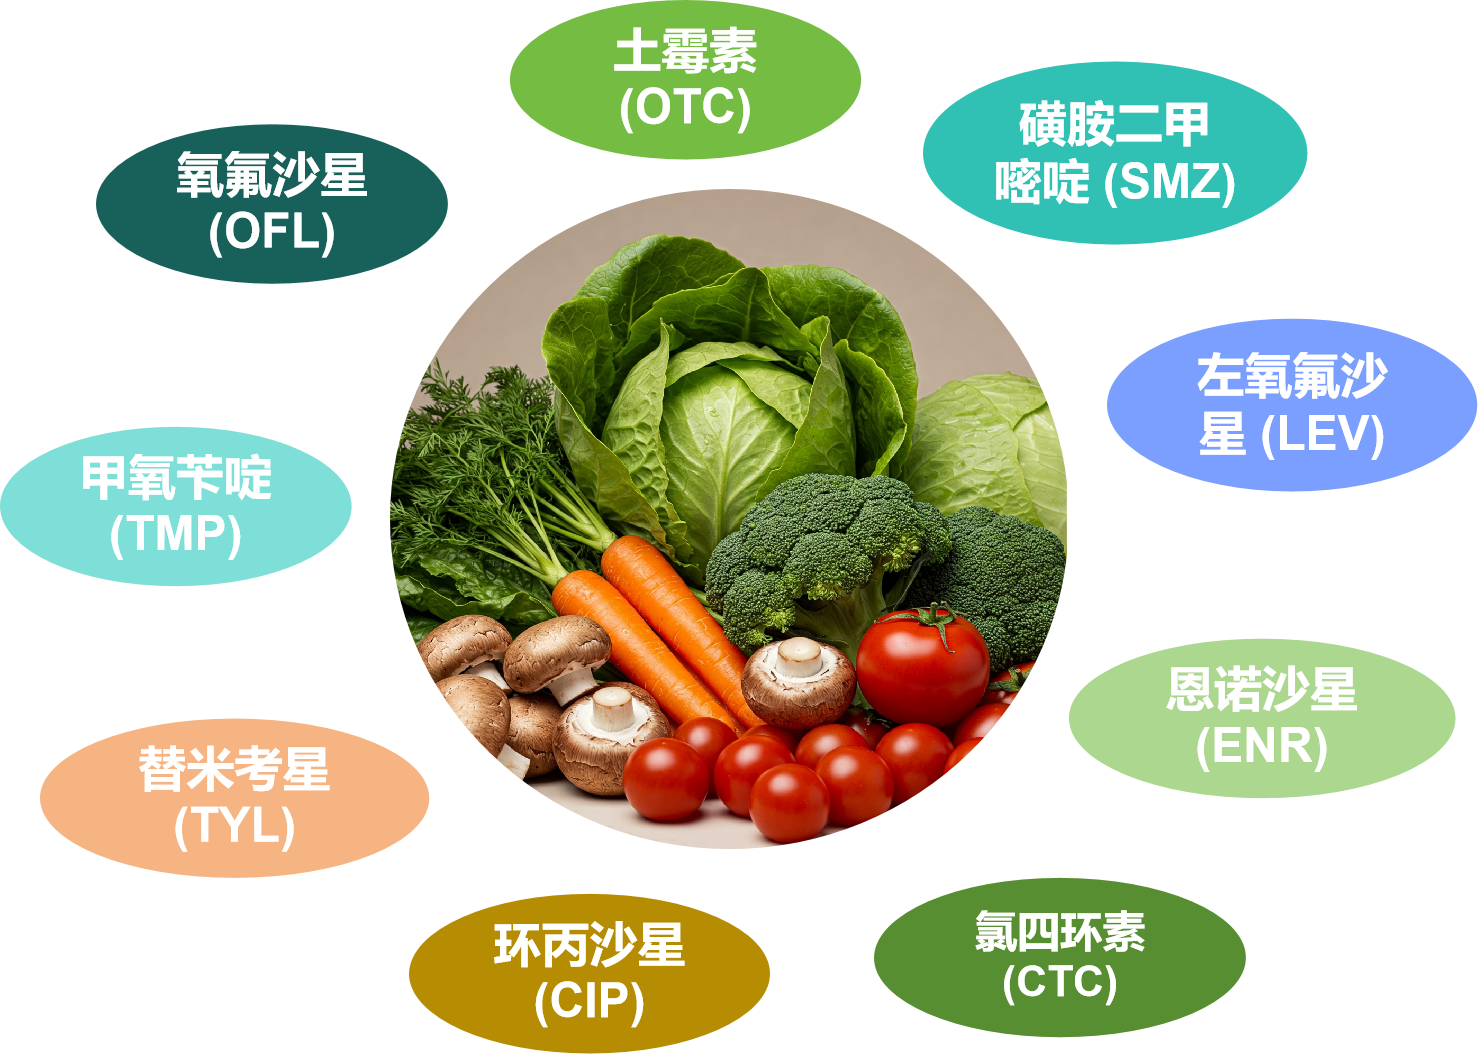 土霉素
(OTC)
磺胺二甲
嘧啶 (SMZ)
氧氟沙星
(OFL)
左氧氟沙
星 (LEV)
甲氧苄啶
(TMP)
恩诺沙星
(ENR)
替米考星
(TYL)
氯四环素
(CTC)
环丙沙星
(CIP)